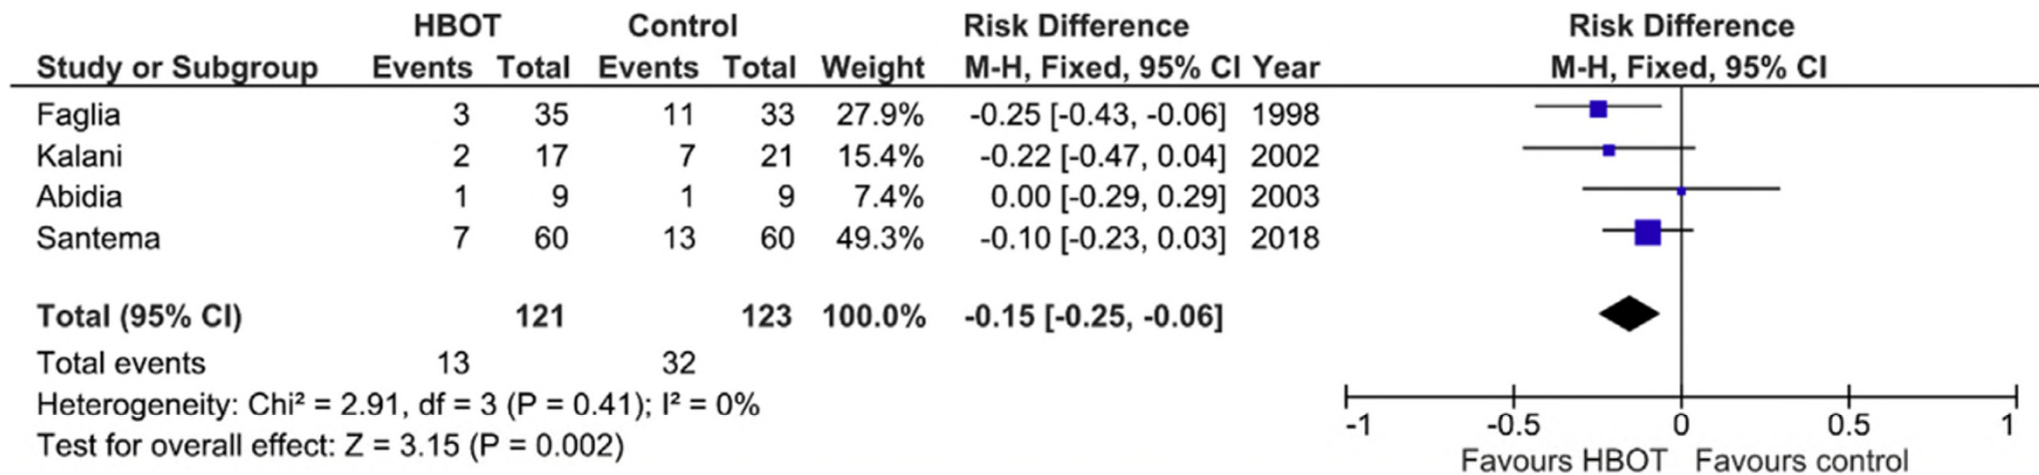 HBOT Control Risk Difference Risk Difference
Study or Subgroup Events Total Events Total Weight M-H, Fixed, 95% CI Year M-H, Fixed, 95% CI
Faglia 3 35 11 33 27.9% -0.25 [-0.43, -0.06] 1998
Kalani 2 17 7 21 15.4% -0.22 [-0.47, 0.04] 2002
Abidia 1 9 1 9 7.4% 0.00 [-0.29, 0.29] 2003
Santema 7 60 13 60 49.3% -0.10 [-0.23, 0.03] 2018
Total (95% CI) 121 123 100.0% -0.15 [-0.25, -0.06]
Total events 13 32
Heterogeneity: Chi² = 2.91, df = 3 (P = 0.41); I² = 0%
Test for overall effect: Z = 3.15 (P = 0.002)
-1 -0.5 0 0.5 1
Favours HBOT Favours control